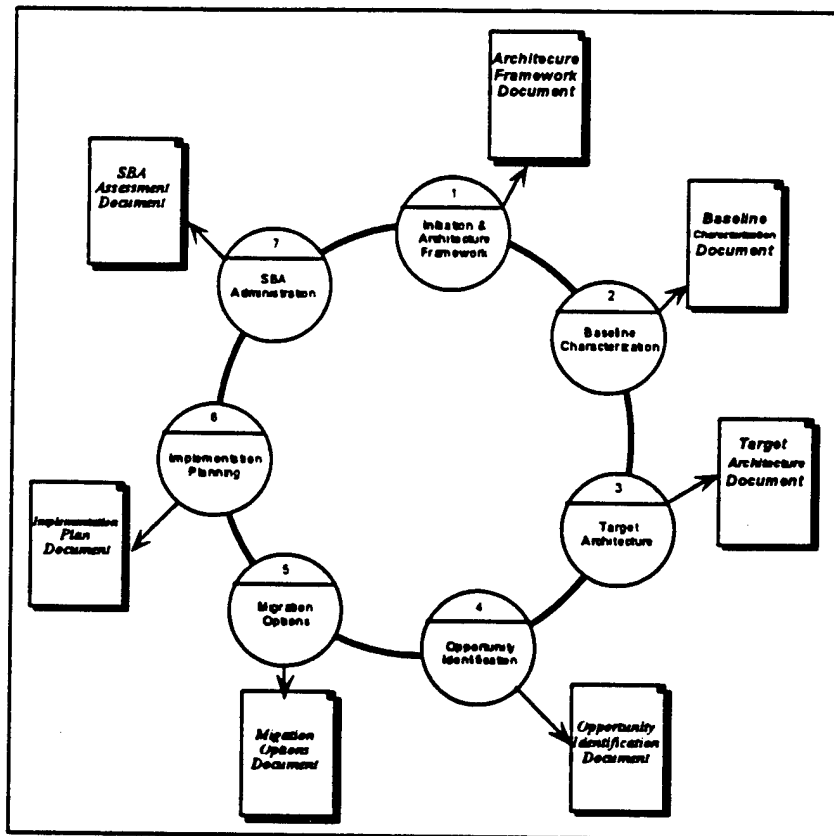 Architecure
Framework
Document
1
Initiation &
Architecture
Framework
SBA
Assessment
Document
7
SBA
Administration
Baseline
Characterization
Document
2
Baseline
Characterization
Target
Architecture
Document
3
Target
Architecture
6
Implementation
Planning
Implementation
Plan
Document
5
Migration
Options
4
Opportunity
Identification
Migration
Options
Document
Opportunity
Identification
Document